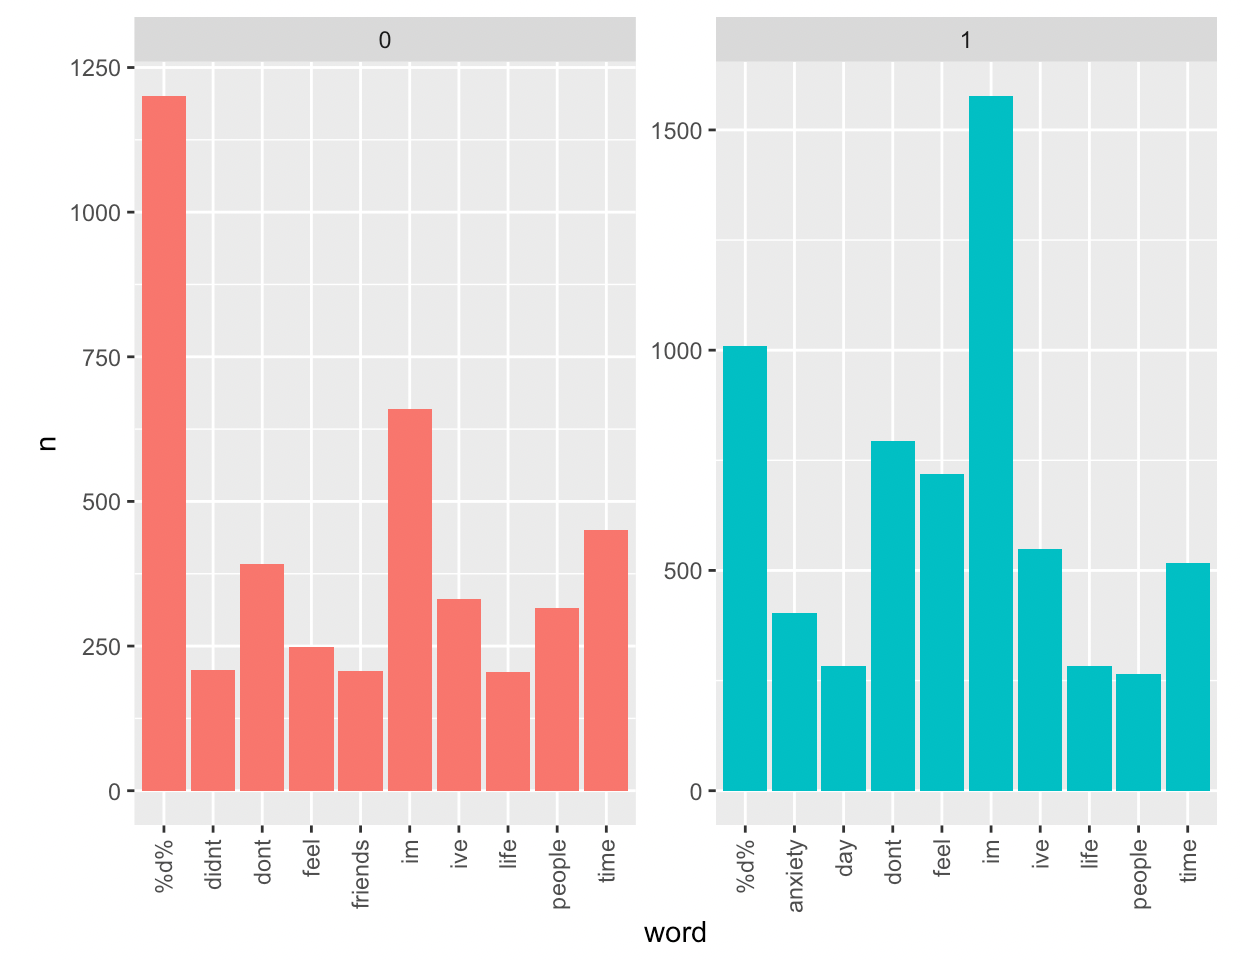 0
1
1250
1000
750
500
250
0
1500
1000
500
0
n
%d%
didnt
dont
feel
friends
im
ive
life
people
time
%d%
anxiety
day
dont
feel
im
ive
life
people
time
word